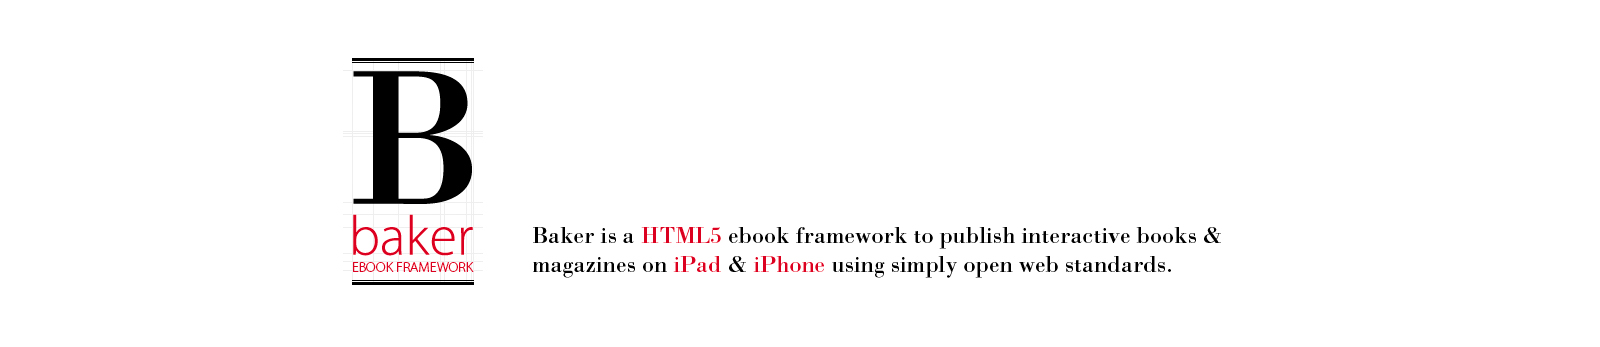 B
baker
EBOOK FRAMEWORK
Baker is a HTML5 ebook framework to publish interactive books &
magazines on iPad & iPhone using simply open web standards.